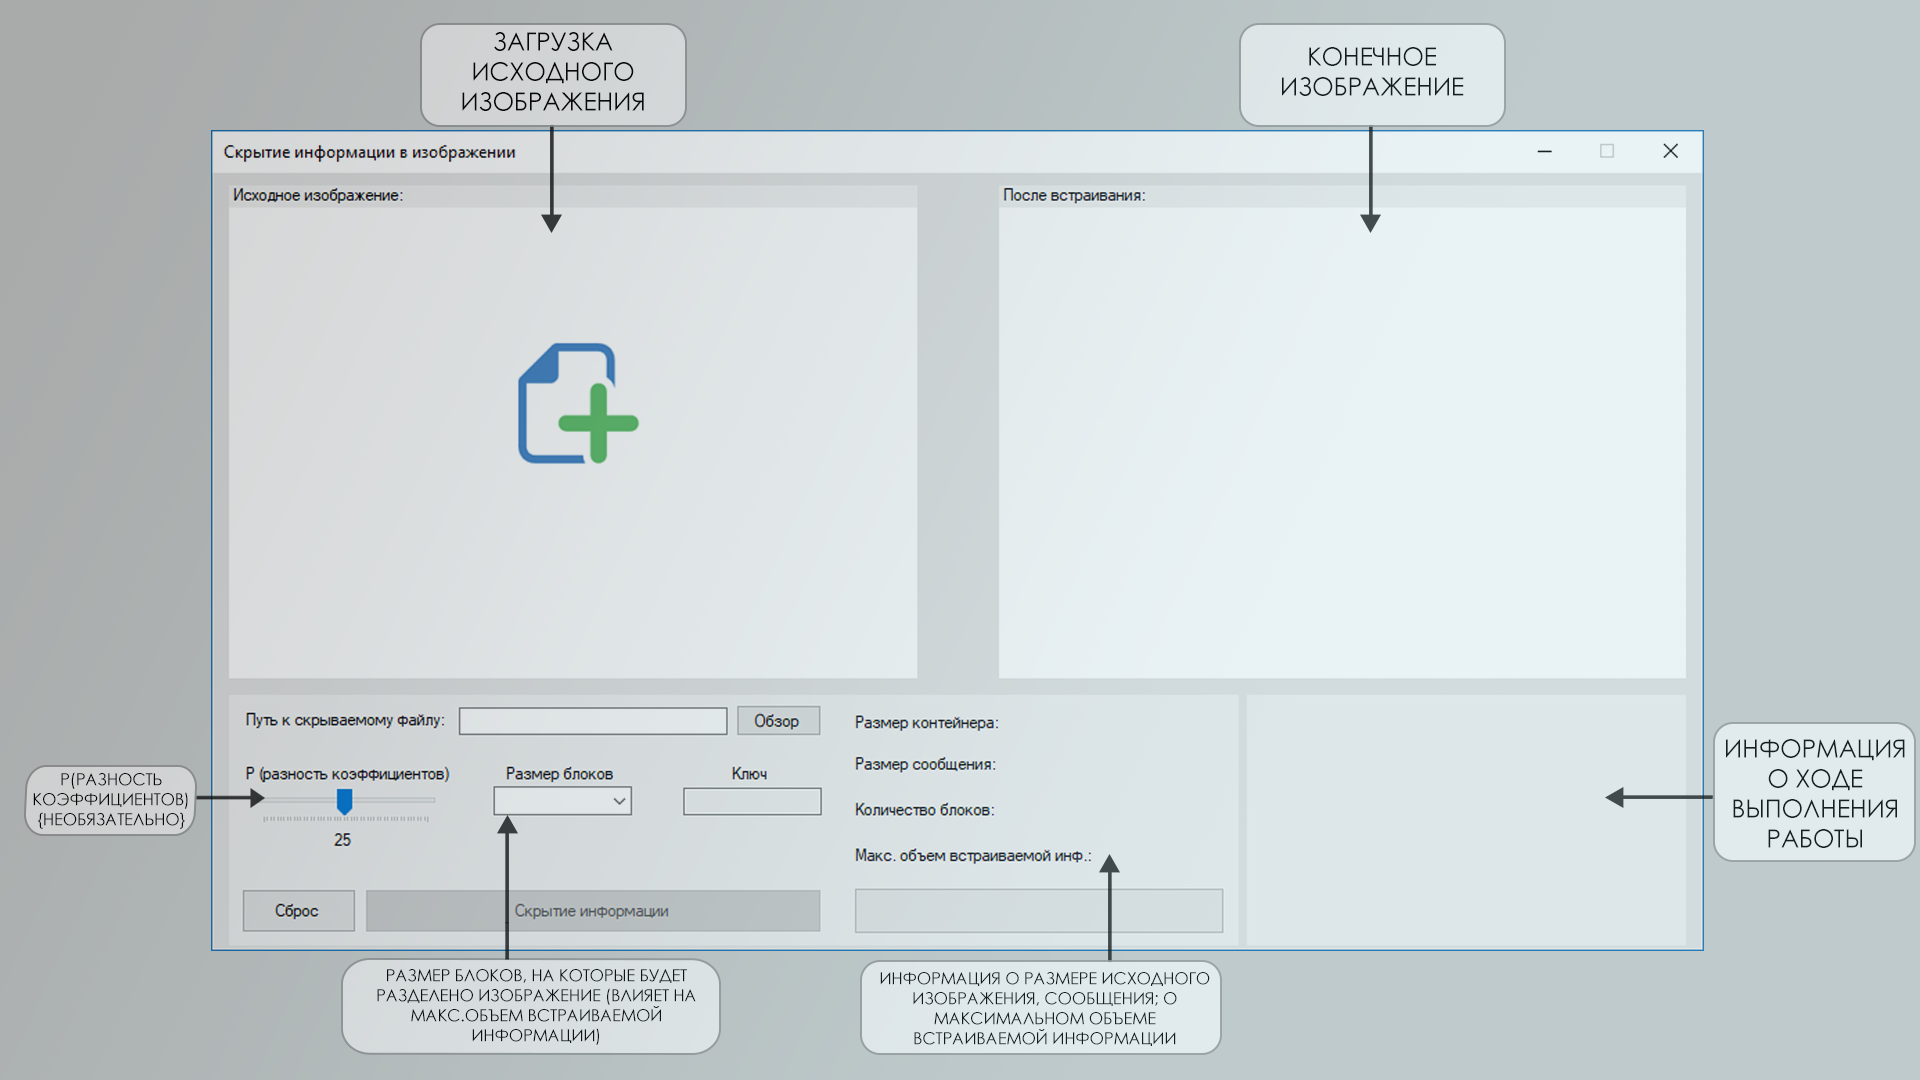 ЗАГРУЗКА
ИСХОДНОГО
ИЗОБРАЖЕНИЯ
КОНЕЧНОЕ
ИЗОБРАЖЕНИЕ
Скрытие информации в изображении
Исходное изображение:
После встраивания:
Путь к скрываемому файлу:
Обзор
P (разность коэффициентов)
Размер блоков
Ключ
25
Сброс
Скрытие информации
Размер контейнера:
Размер сообщения:
Количество блоков:
Макс. объем встраиваемой инф.:
P(РАЗНОСТЬ
КОЭФФИЦИЕНТОВ)
{НЕОБЯЗАТЕЛЬНО}
ИНФОРМАЦИЯ
О ХОДЕ
ВЫПОЛНЕНИЯ
РАБОТЫ
РАЗМЕР БЛОКОВ, НА КОТОРЫЕ БУДЕТ
РАЗДЕЛЕНО ИЗОБРАЖЕНИЕ (ВЛИЯЕТ НА
МАКС.ОБЪЕМ ВСТРАИВАЕМОЙ
ИНФОРМАЦИИ)
ИНФОРМАЦИЯ О РАЗМЕРЕ ИСХОДНОГО
ИЗОБРАЖЕНИЯ, СООБЩЕНИЯ; О
МАКСИМАЛЬНОМ ОБЪЕМЕ
ВСТРАИВАЕМОЙ ИНФОРМАЦИИ